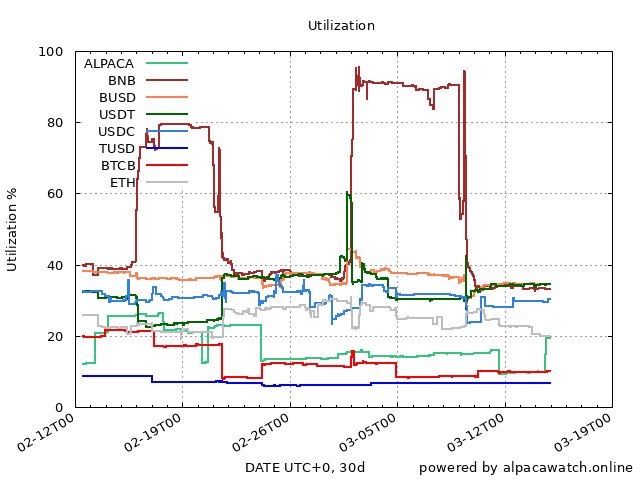 Utilization
100
80
60
40
20
0
Utilization %
ALPACA
BNB
BUSD
USDT
USDC
TUSD
BTCB
ETH
02-12T00
02-19T00
02-26T00
03-05T00
03-12T00
03-19T00
DATE UTC+0, 30d
powered by alpacawatch.online